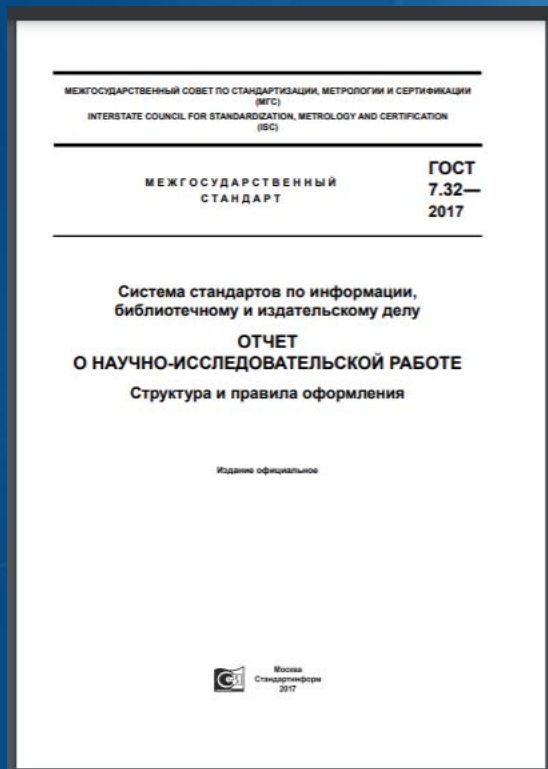 МЕЖГОСУДАРСТВЕННЫЙ СОВЕТ ПО СТАНДАРТИЗАЦИИ, МЕТРОЛОГИИ И СЕРТИФИКАЦИИ
(МГС)
INTERSTATE COUNCIL FOR STANDARDIZATION, METROLOGY AND CERTIFICATION
(ISC)
МЕЖГОСУДАРСТВЕННЫЙ
СТАНДАРТ
ГОСТ
7.32—
2017
Система стандартов по информации,
библиотечному и издательскому делу
ОТЧЕТ
О НАУЧНО-ИССЛЕДОВАТЕЛЬСКОЙ РАБОТЕ
Структура и правила оформления
Издание официальное
Москва
Стандартинформ
2017